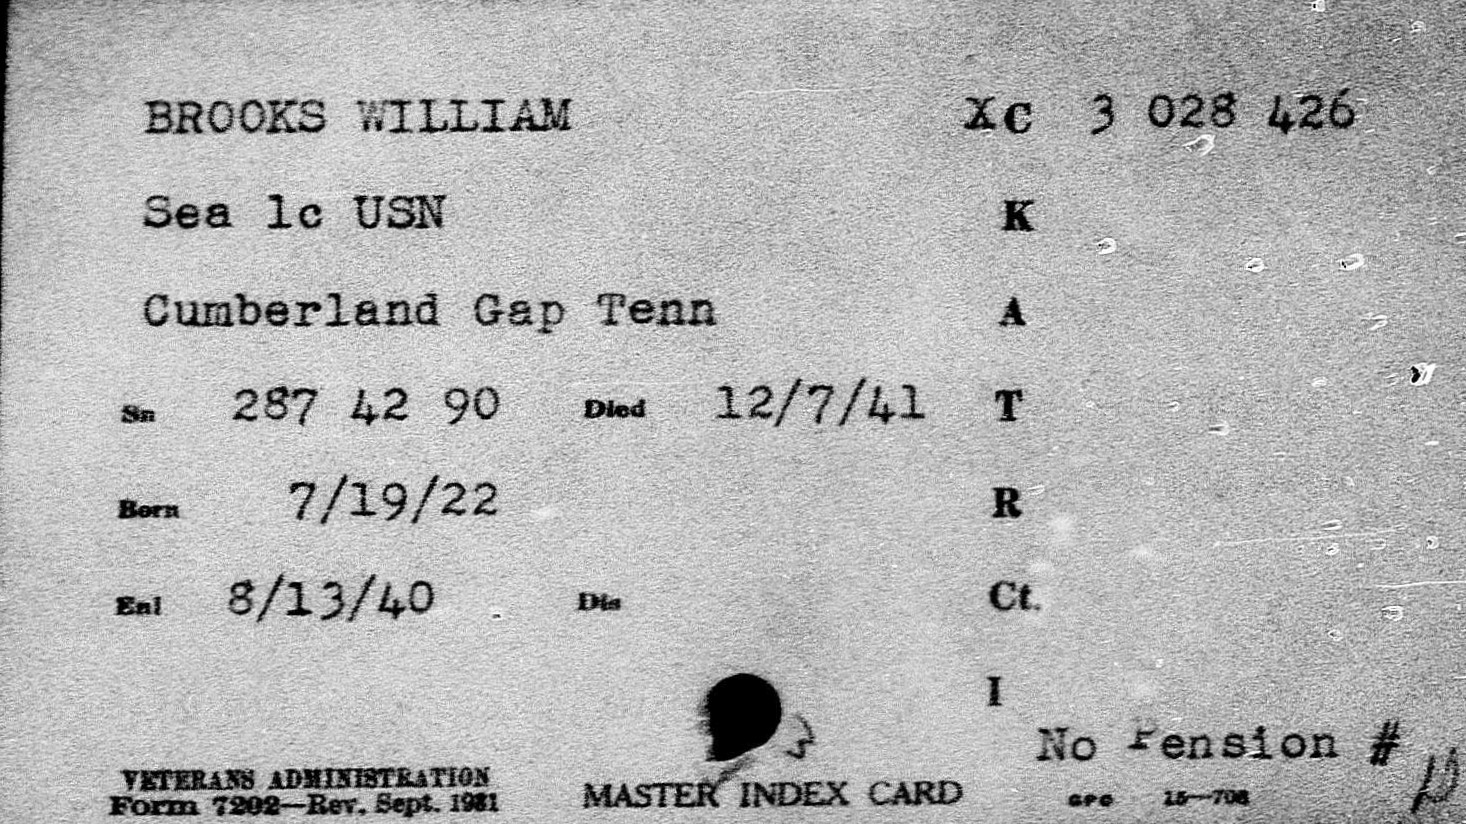 BROOKS WILLIAM XC 3 028 426
Sea 1c USN K
Cumberland Gap Tenn A
Sn 287 42 90 Died 12/7/41 T
Born 7/19/22 R
Enl 8/13/40 Dis Ct.
I
No Pension #
VETERANS ADMINISTRATION
Form 7202—Rev. Sept. 1931 MASTER INDEX CARD GPO